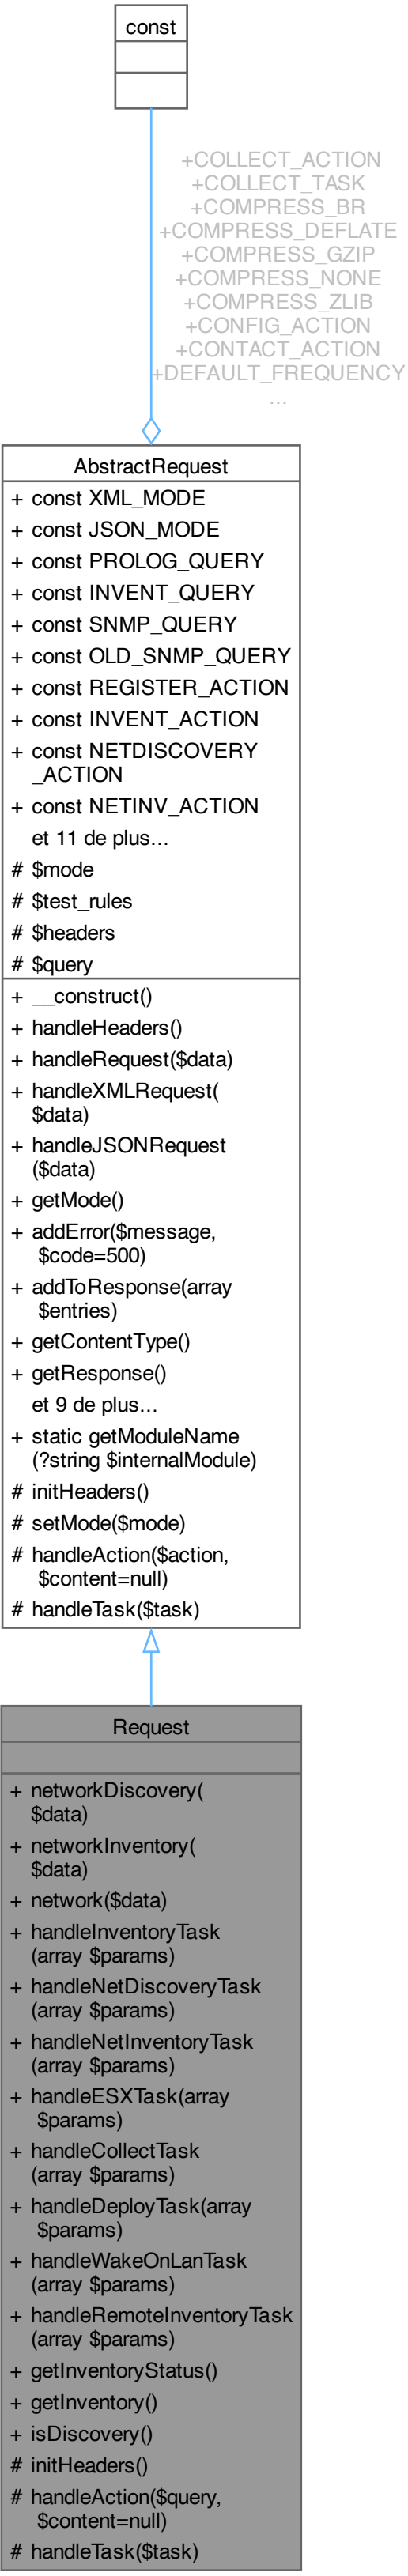 const
+COLLECT_ACTION
+COLLECT_TASK
+COMPRESS_BR
+COMPRESS_DEFLATE
+COMPRESS_GZIP
+COMPRESS_NONE
+COMPRESS_ZLIB
+CONFIG_ACTION
+CONTACT_ACTION
+DEFAULT_FREQUENCY
...
AbstractRequest
+ const XML_MODE
+ const JSON_MODE
+ const PROLOG_QUERY
+ const INVENT_QUERY
+ const SNMP_QUERY
+ const OLD_SNMP_QUERY
+ const REGISTER_ACTION
+ const INVENT_ACTION
+ const NETDISCOVERY
_ACTION
+ const NETINV_ACTION
et 11 de plus...
# $mode
# $test_rules
# $headers
# $query
+ __construct()
+ handleHeaders()
+ handleRequest($data)
+ handleXMLRequest(
$data)
+ handleJSONRequest
($data)
+ getMode()
+ addError($message,
$code=500)
+ addToResponse(array
$entries)
+ getContentType()
+ getResponse()
et 9 de plus...
+ static getModuleName
(?string $internalModule)
# initHeaders()
# setMode($mode)
# handleAction($action,
$content=null)
# handleTask($task)
Request
+ networkDiscovery(
$data)
+ networkInventory(
$data)
+ network($data)
+ handleInventoryTask
(array $params)
+ handleNetDiscoveryTask
(array $params)
+ handleNetInventoryTask
(array $params)
+ handleESXTask(array
$params)
+ handleCollectTask
(array $params)
+ handleDeployTask(array
$params)
+ handleWakeOnLanTask
(array $params)
+ handleRemoteInventoryTask
(array $params)
+ getInventoryStatus()
+ getInventory()
+ isDiscovery()
# initHeaders()
# handleAction($query,
$content=null)
# handleTask($task)